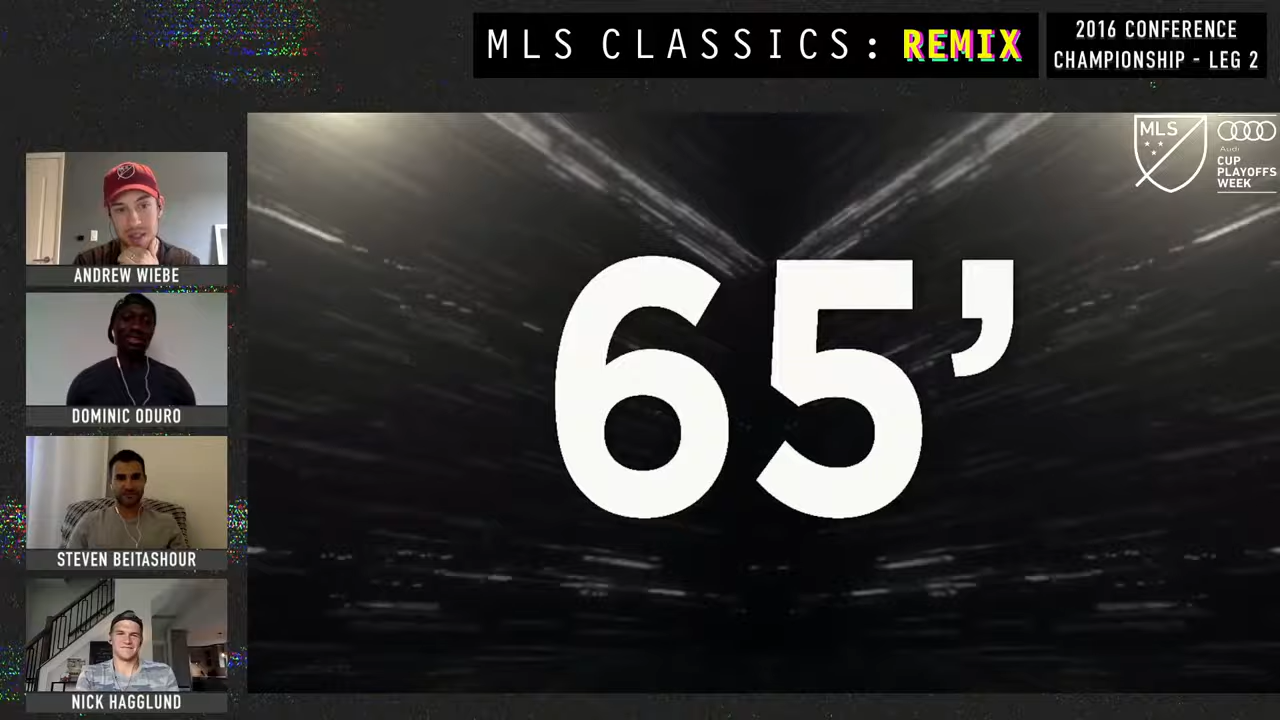 MLS CLASSICS: REMIX
2016 CONFERENCE
CHAMPIONSHIP - LEG 2
MLS
Audi
CUP
PLAYOFFS
WEEK
65’
ANDREW WIEBE
DOMINIC ODURO
STEVEN BEITASHOUR
NICK HAGGLUND